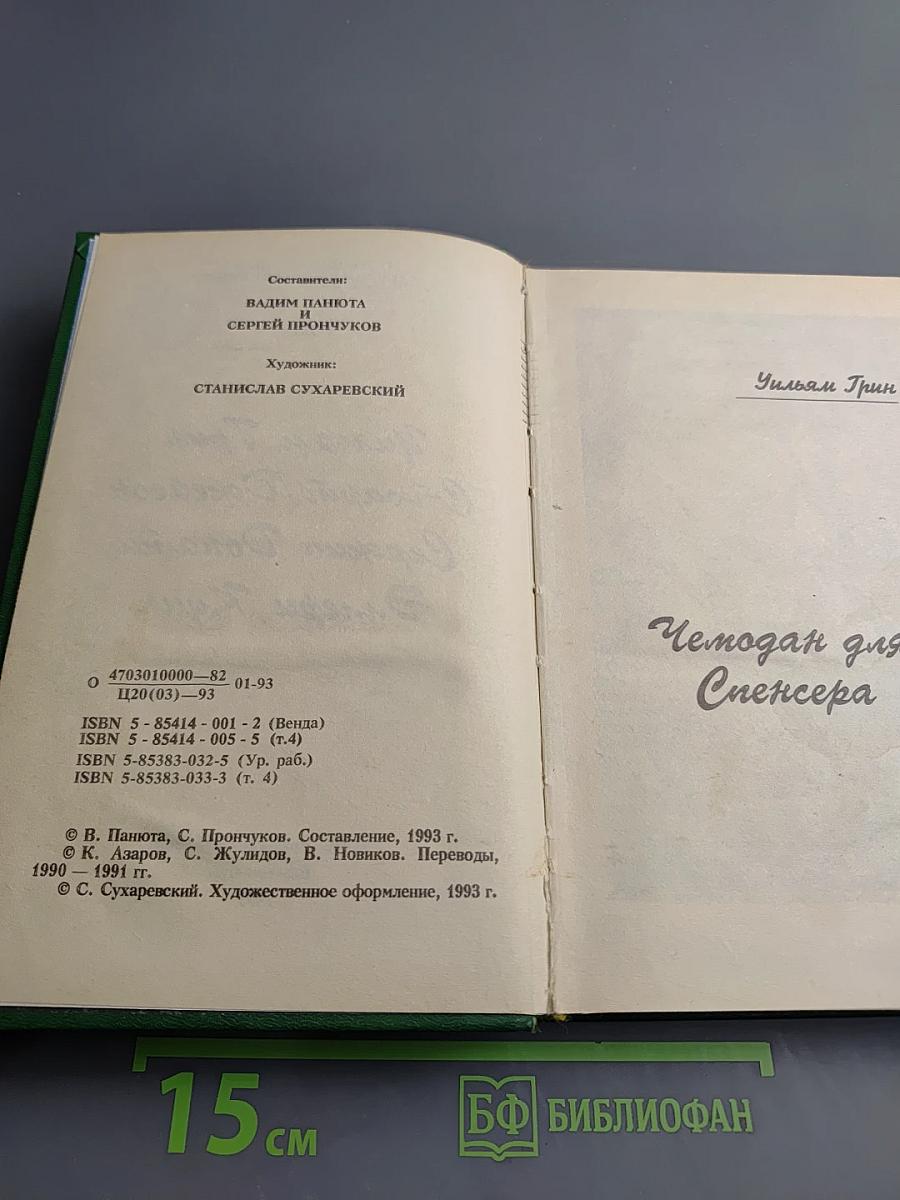 Составители:
ВАДИМ ПАНЮТА
И
СЕРГЕЙ ПРОНЧУКОВ
Художник:
СТАНИСЛАВ СУХАРЕВСКИЙ
О 4703010000—82 01-93
Ц20(03)—93
ISBN 5 - 85414 - 001 - 2 (Венда)
ISBN 5 - 85414 - 005 - 5 (т.4)
ISBN 5-85383-032-5 (Ур. раб.)
ISBN 5-85383-033-3 (т. 4)
© В. Панюта, С. Прончуков. Составление, 1993 г.
© К. Азаров, С. Жулидов, В. Новиков. Переводы,
1990 — 1991 гг.
© С. Сухаревский. Художественное оформление, 1993 г.
Уильям Грин
Чемодан для
Спенсера
15 см
БФ БИБЛИОФАН